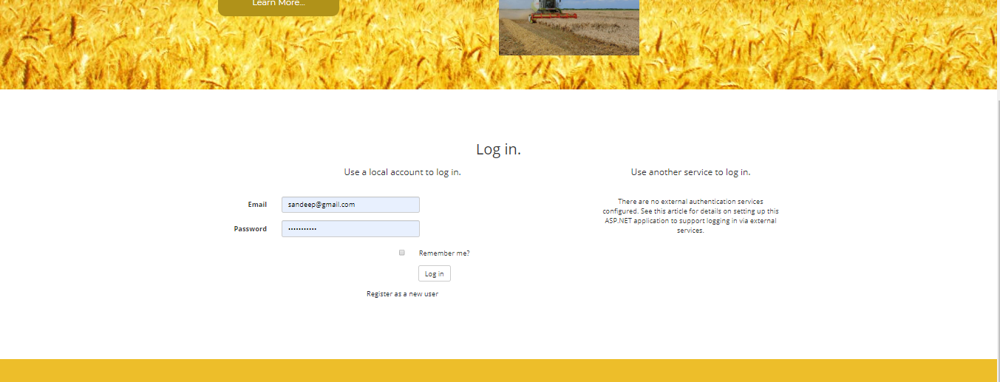 Learn More...
Log in.
Use a local account to log in.
Use another service to log in.
Email
sandeep@gmail.com
Password
•••••••••••
Remember me?
Log in
Register as a new user
There are no external authentication services
configured. See this article for details on setting up this
ASP.NET application to support logging in via external
services.